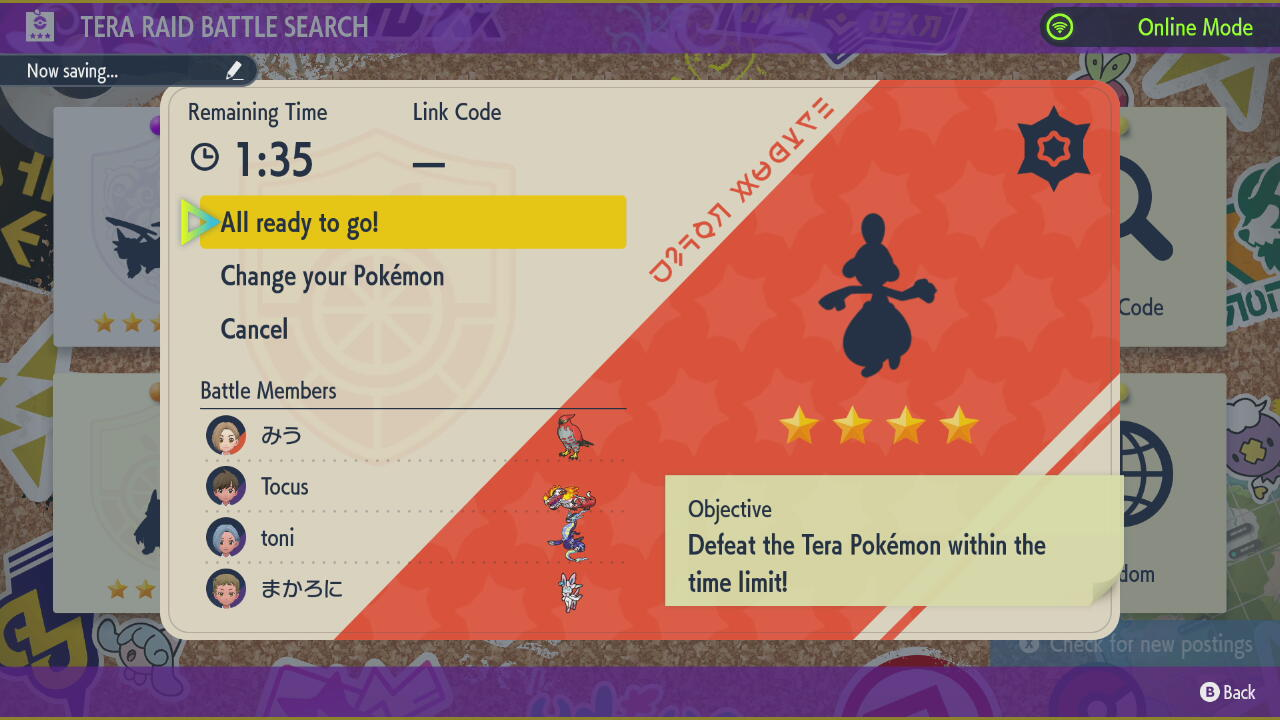 TERA RAID BATTLE SEARCH
Online Mode
Now saving...
Remaining Time
Link Code
1:35
—
All ready to go!
Change your Pokémon
Cancel
Battle Members
みう
Tocus
toni
まかろに
Objective
Defeat the Tera Pokémon within the
time limit!
Code
dom
X Check for new postings
B Back